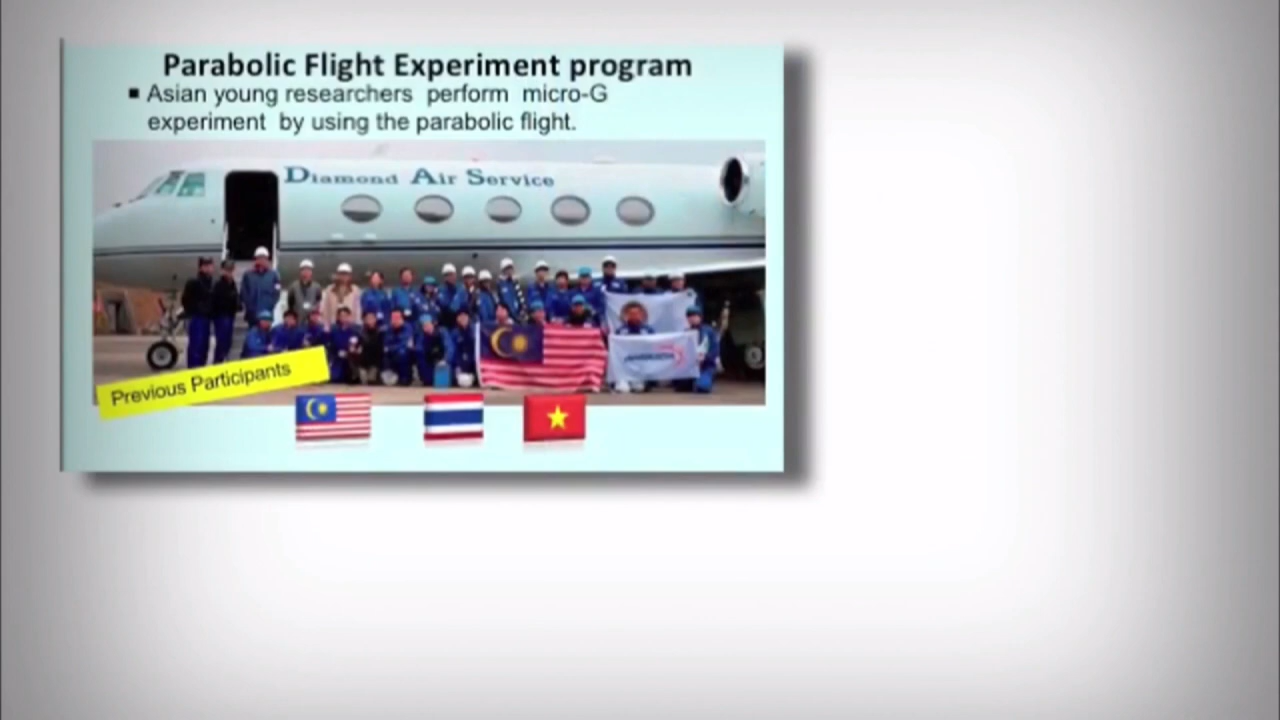 Parabolic Flight Experiment program
▪ Asian young researchers perform micro-G
experiment by using the parabolic flight.
Diamond Air Service
Previous Participants